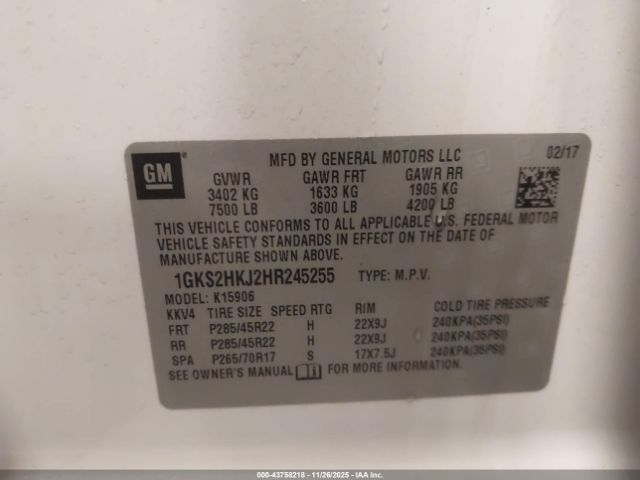 GM
MFD BY GENERAL MOTORS LLC 02/17
GVWR GAWR FRT GAWR RR
3402 KG 1633 KG 1905 KG
7500 LB 3600 LB 4200 LB
THIS VEHICLE CONFORMS TO ALL APPLICABLE U.S. FEDERAL MOTOR
VEHICLE SAFETY STANDARDS IN EFFECT ON THE DATE OF
MANUFACTURE SHOWN ABOVE.
1GKS2HKJ2HR245255 TYPE: M.P.V.
MODEL: K15906
KKV4 TIRE SIZE SPEED RTG RIM COLD TIRE PRESSURE
FRT P285/45R22 H 22X9J 240KPA(35PSI)
RR P285/45R22 H 22X9J 240KPA(35PSI)
SPA P265/70R17 S 17X7.5J 240KPA(35PSI)
SEE OWNER'S MANUAL FOR MORE INFORMATION.
000-43758218 - 11/26/2025 - IAA Inc.